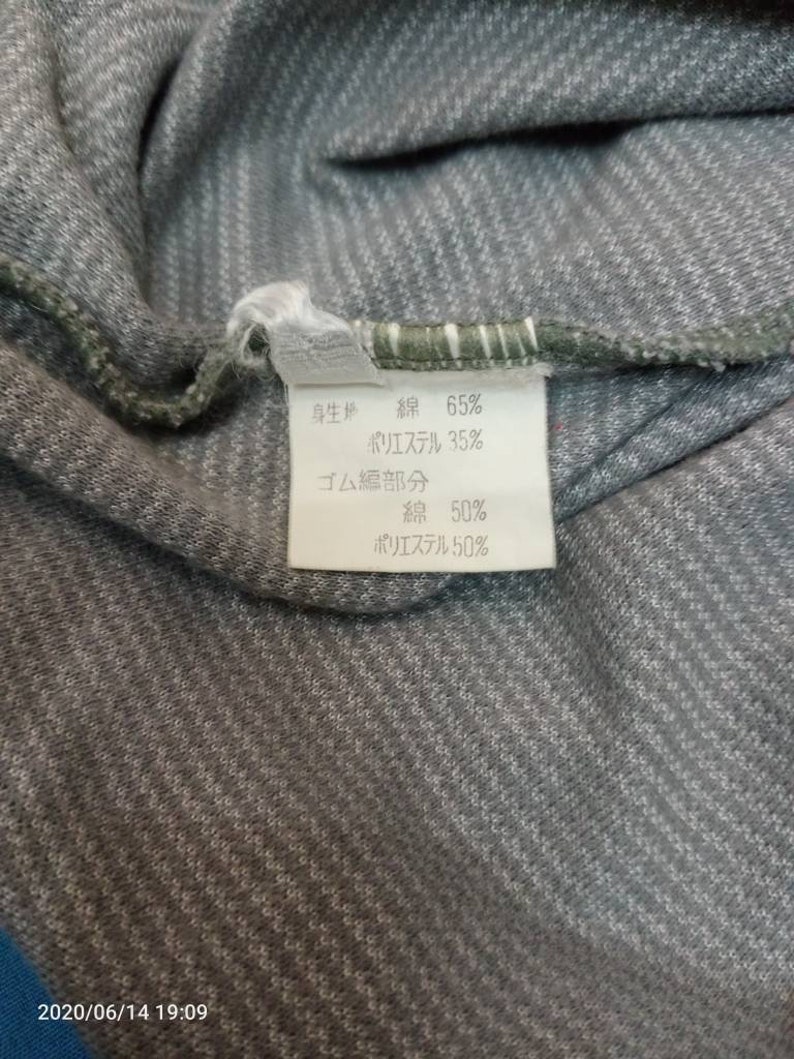 身生地 綿 65%
ポリエステル 35%
ゴム編部分
綿 50%
ポリエステル 50%
2020/06/14 19:09